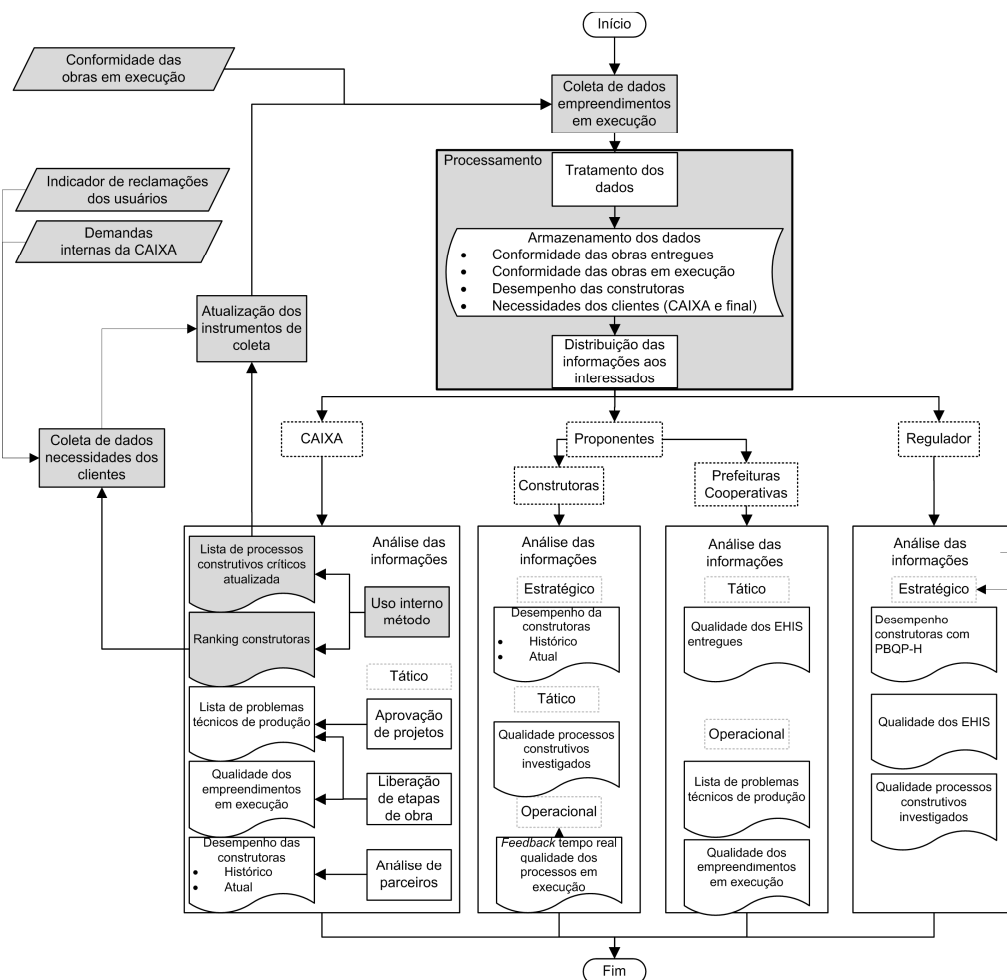 Início
Conformidade das
obras em execução
Coleta de dados
empreendimentos
em execução
Processamento
Tratamento dos
dados
Indicador de reclamações
dos usuários
Demandas
internas da CAIXA
Armazenamento dos dados
• Conformidade das obras entregues
• Conformidade das obras em execução
• Desempenho das construtoras
• Necessidades dos clientes (CAIXA e final)
Atualização dos
instrumentos de
coleta
Distribuição das
informações aos
interessados
Coleta de dados
necessidades dos
clientes
CAIXA
Proponentes
Regulador
Construtoras
Prefeituras
Cooperativas
Lista de processos
construtivos críticos
atualizada
Análise das
informações
Uso interno
método
Ranking construtoras
Tático
Lista de problemas
técnicos de produção
Aprovação
de projetos
Qualidade dos
empreendimentos
em execução
Liberação
de etapas
de obra
Desempenho das
construtoras
• Histórico
• Atual
Análise de
parceiros
Análise das
informações
Estratégico
Desempenho da
construtoras
• Histórico
• Atual
Tático
Qualidade processos
construtivos
investigados
Operacional
Feedback tempo real
qualidade dos
processos em
execução
Análise das
informações
Tático
Qualidade dos EHIS
entregues
Operacional
Lista de problemas
técnicos de produção
Qualidade dos
empreendimentos
em execução
Análise das
informações
Estratégico
Desempenho
construtoras com
PBQP-H
Qualidade dos EHIS
Qualidade processos
construtivos
investigados
Fim